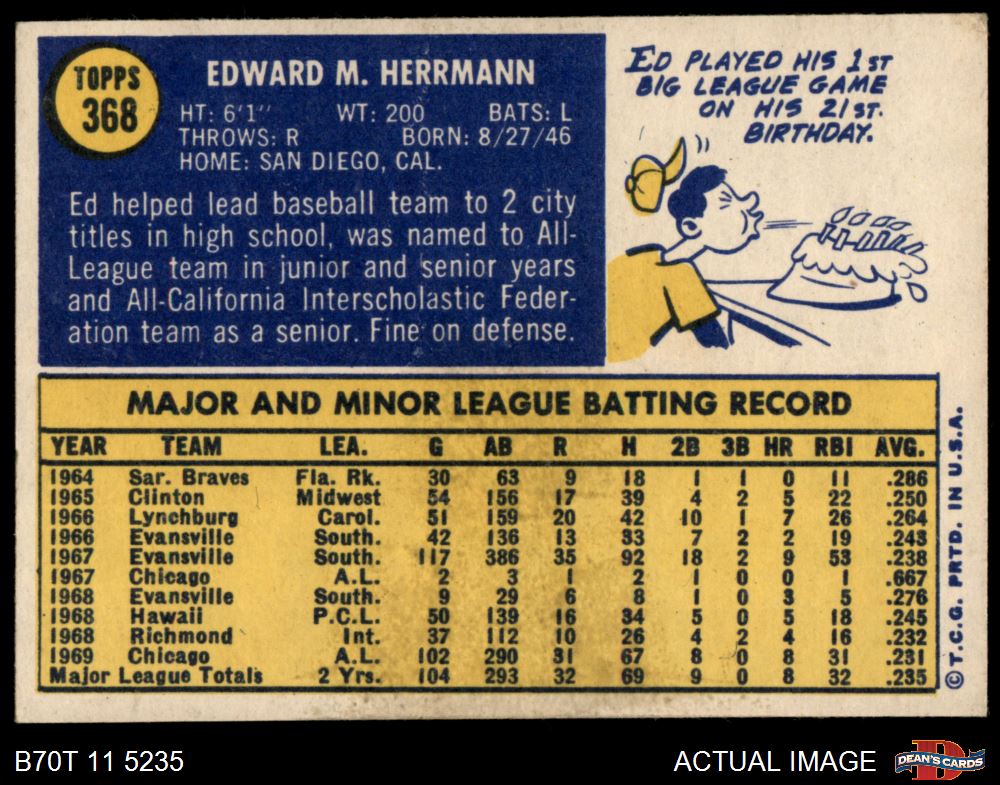 TOPPS
368
EDWARD M. HERRMANN
HT: 6'1" WT: 200 BATS: L
THROWS: R BORN: 8/27/46
HOME: SAN DIEGO, CAL.
Ed helped lead baseball team to 2 city
titles in high school, was named to All-
League team in junior and senior years
and All-California Interscholastic Feder-
ation team as a senior. Fine on defense.
ED PLAYED HIS 1ST
BIG LEAGUE GAME
ON HIS 21ST.
BIRTHDAY.
MAJOR AND MINOR LEAGUE BATTING RECORD
YEAR TEAM LEA. G AB R H 2B 3B HR RBI AVG.
1964 Sar. Braves Fla. Rk. 30 63 9 18 1 1 0 11 .286
1965 Clinton Midwest 54 156 17 39 4 2 5 22 .250
1966 Lynchburg Carol. 51 159 20 42 10 1 7 26 .264
1966 Evansville South. 42 136 13 33 7 2 2 19 .243
1967 Evansville South. 117 386 35 92 18 2 9 53 .238
1967 Chicago A.L. 2 3 1 2 1 0 0 1 .667
1968 Evansville South. 9 29 6 8 1 0 3 5 .276
1968 Hawaii P.C.L. 50 139 16 34 5 0 5 18 .245
1968 Richmond Int. 37 112 10 26 4 2 4 16 .232
1969 Chicago A.L. 102 290 31 67 8 0 8 31 .231
Major League Totals 2 Yrs. 104 293 32 69 9 0 8 32 .235
©T.C.G. PRTD. IN U.S.A.
B70T 11 5235
ACTUAL IMAGE
D
DEAN'S CARDS